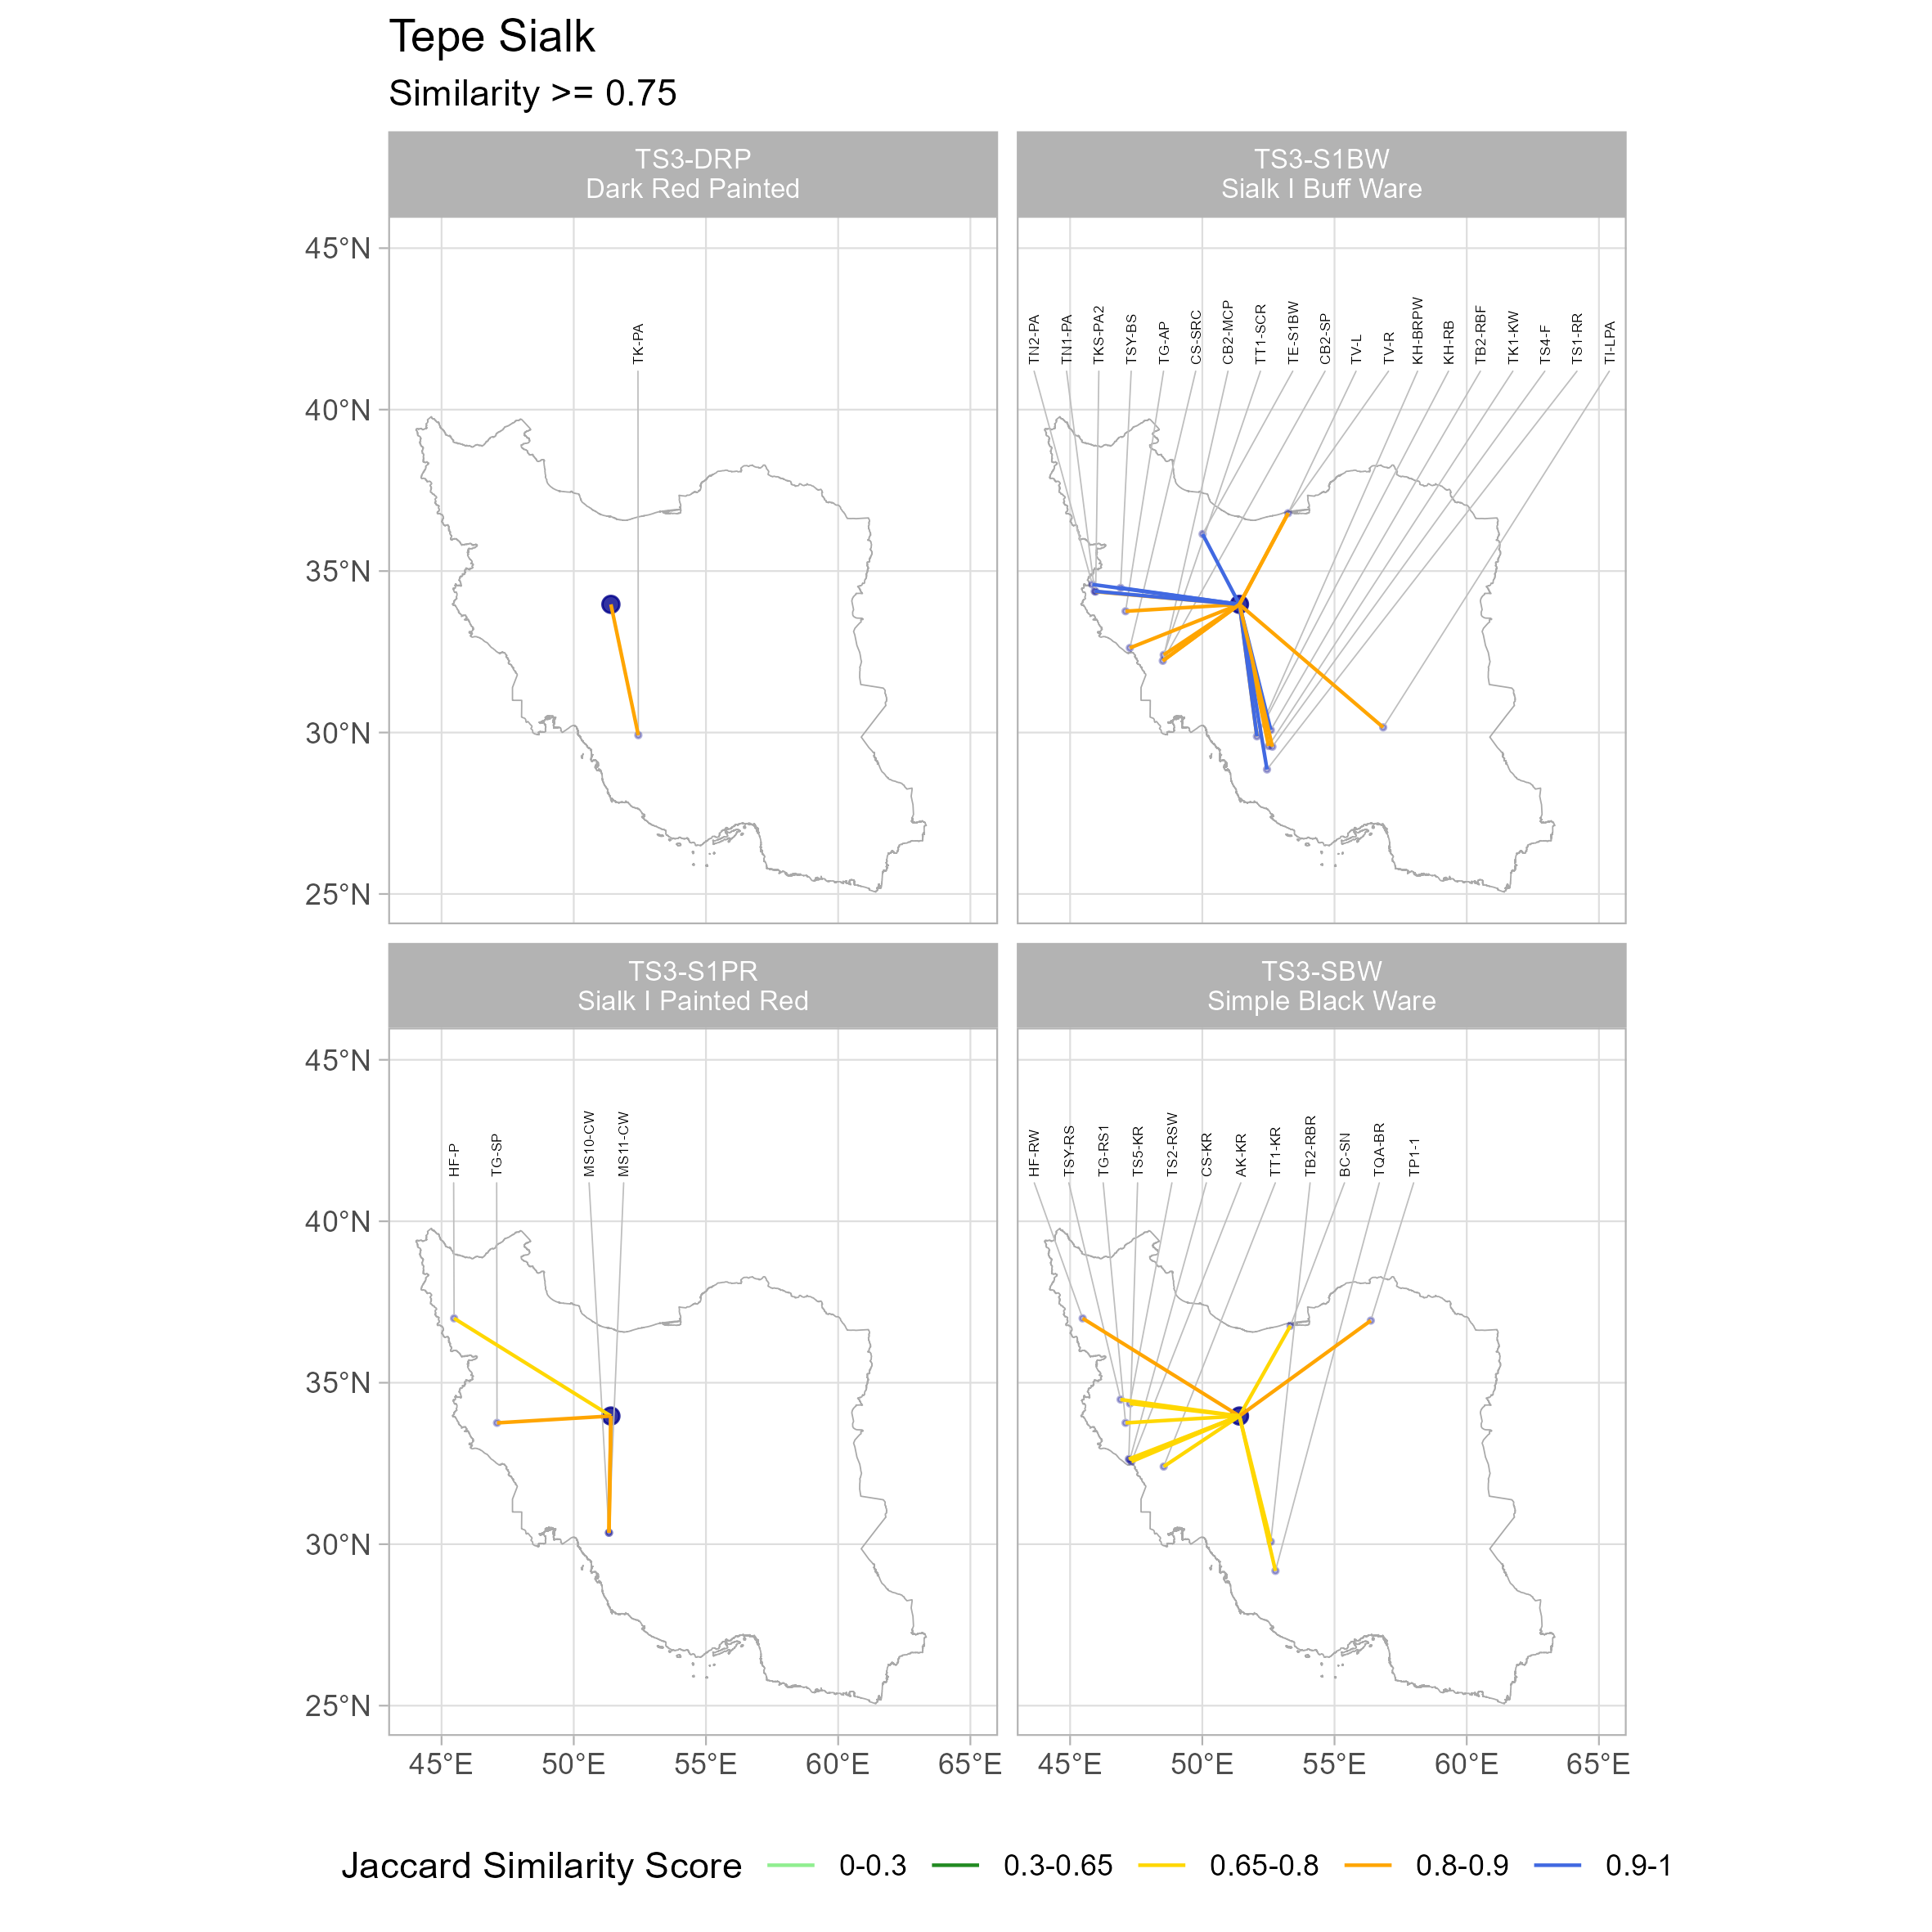 Tepe Sialk
Similarity >= 0.75
TS3-DRP
Dark Red Painted
TS3-S1BW
Sialk I Buff Ware
45°N
40°N
35°N
30°N
25°N
TK-PA
TN2-PA
TN1-PA
TKS-PA2
TSY-BS
TG-AP
CS-SRC
CB2-MCP
TT1-SCR
TE-S1BW
CB2-SP
TV-L
TV-R
KH-BRPW
KH-RB
TB2-RBF
TK1-KW
TS4-F
TS1-RR
TI-LPA
TS3-S1PR
Sialk I Painted Red
TS3-SBW
Simple Black Ware
45°N
40°N
35°N
30°N
25°N
HF-P
TG-SP
MS10-CW
MS11-CW
HF-RW
TSY-RS
TG-RS1
TS5-KR
TS2-RSW
CS-KR
AK-KR
TT1-KR
TB2-RBR
BC-SN
TQA-BR
TP1-1
45°E 50°E 55°E 60°E 65°E 45°E 50°E 55°E 60°E 65°E
Jaccard Similarity Score 0-0.3 0.3-0.65 0.65-0.8 0.8-0.9 0.9-1